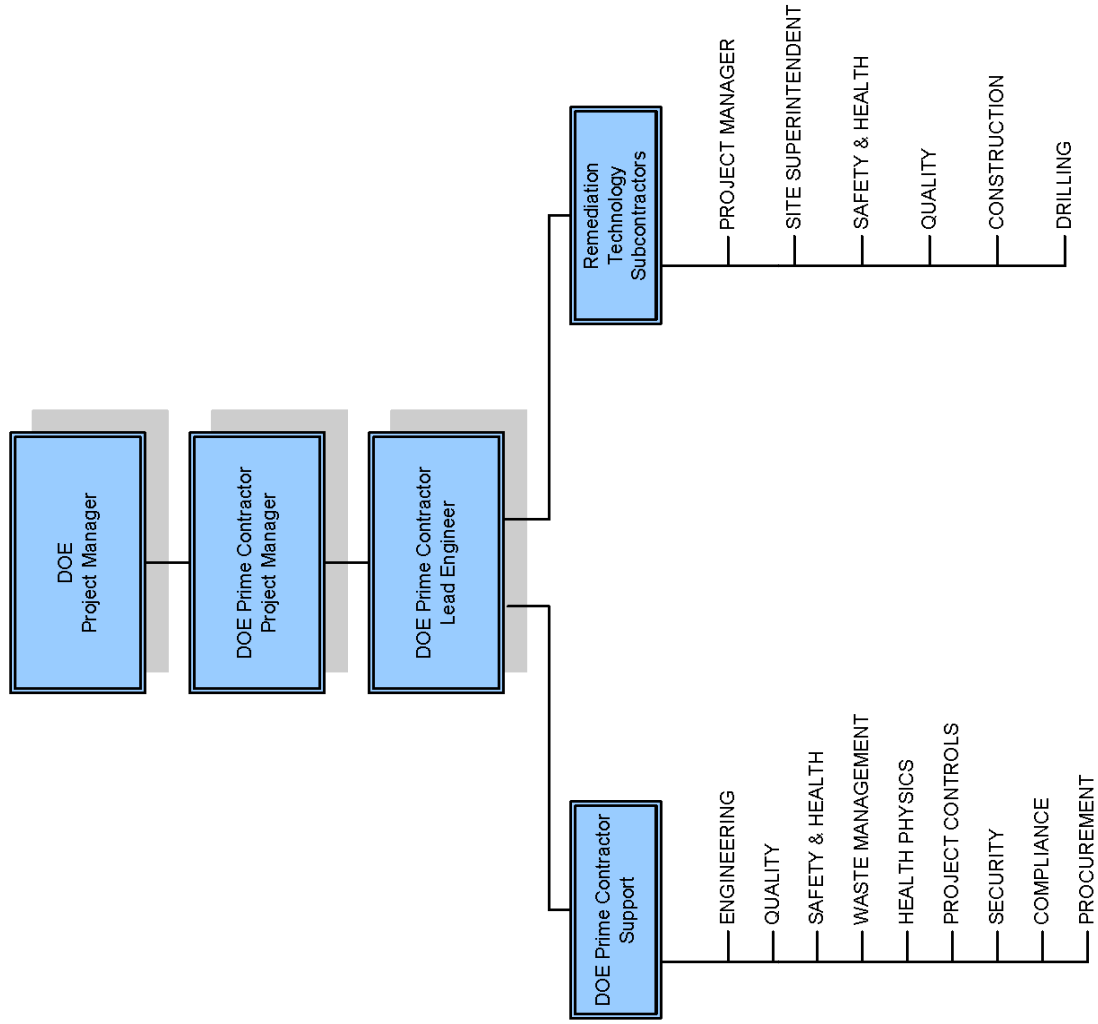 DOE
Project Manager
DOE Prime Contractor
Project Manager
DOE Prime Contractor
Lead Engineer
DOE Prime Contractor
Support
ENGINEERING
QUALITY
SAFETY & HEALTH
WASTE MANAGEMENT
HEALTH PHYSICS
PROJECT CONTROLS
SECURITY
COMPLIANCE
PROCUREMENT
Remediation
Technology
Subcontractors
PROJECT MANAGER
SITE SUPERINTENDENT
SAFETY & HEALTH
QUALITY
CONSTRUCTION
DRILLING